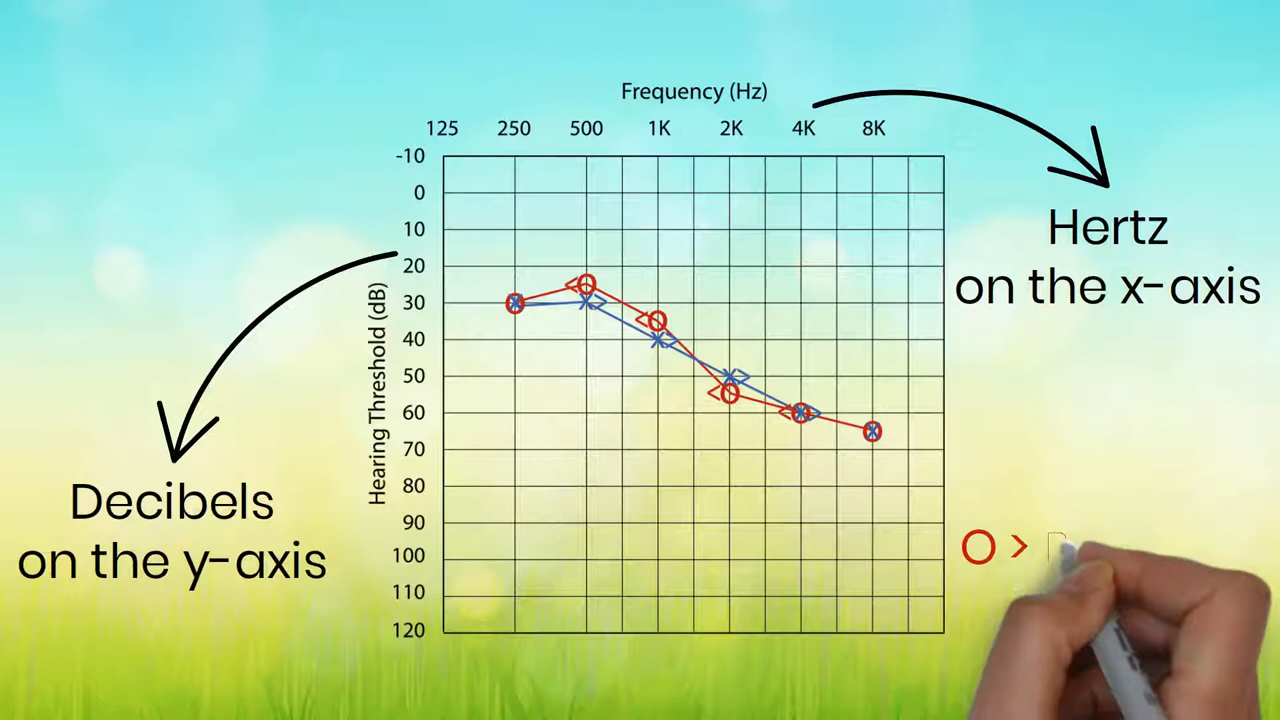 Frequency (Hz)
125 250 500 1K 2K 4K 8K
-10
0
10
20
30
40
50
60
70
80
90
100
110
120
Hearing Threshold (dB)
Hertz
on the x-axis
Decibels
on the y-axis
O >